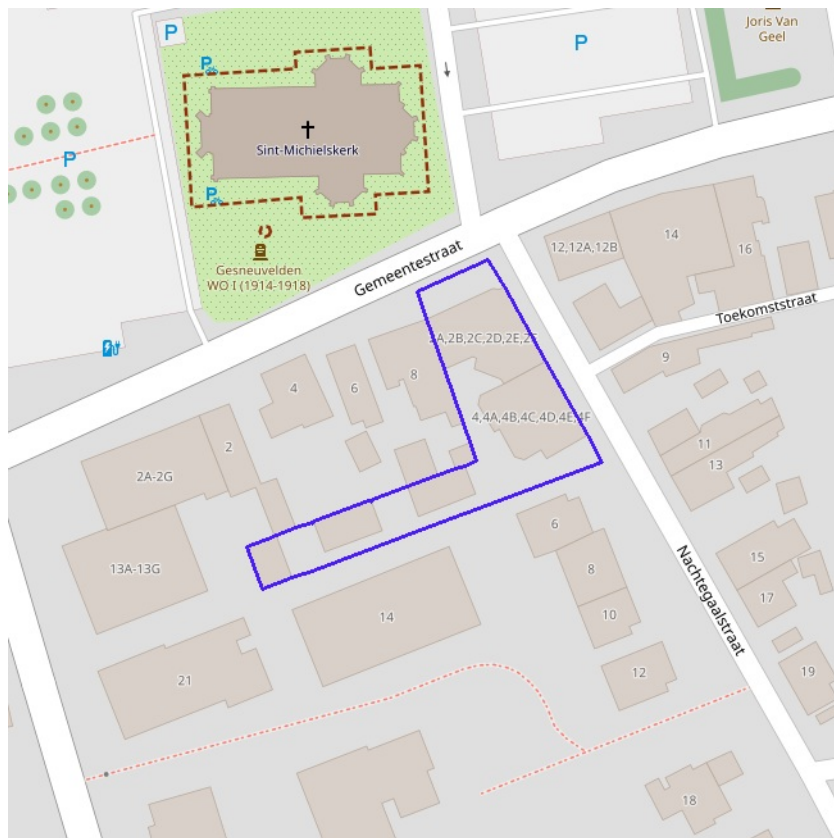 P
P
P
Joris Van
Geel
Sint-Michielskerk
P
P
Gesneuvelden
WO I (1914-1918)
Gemeentestraat
12,12A,12B
14
16
Toekomststraat
2A,2B,2C,2D,2E,2F
9
4
6
8
4,4A,4B,4C,4D,4E,4F
2
2A-2G
11
13
6
13A-13G
8
15
14
10
17
Nachtegaalstraat
21
12
19
18